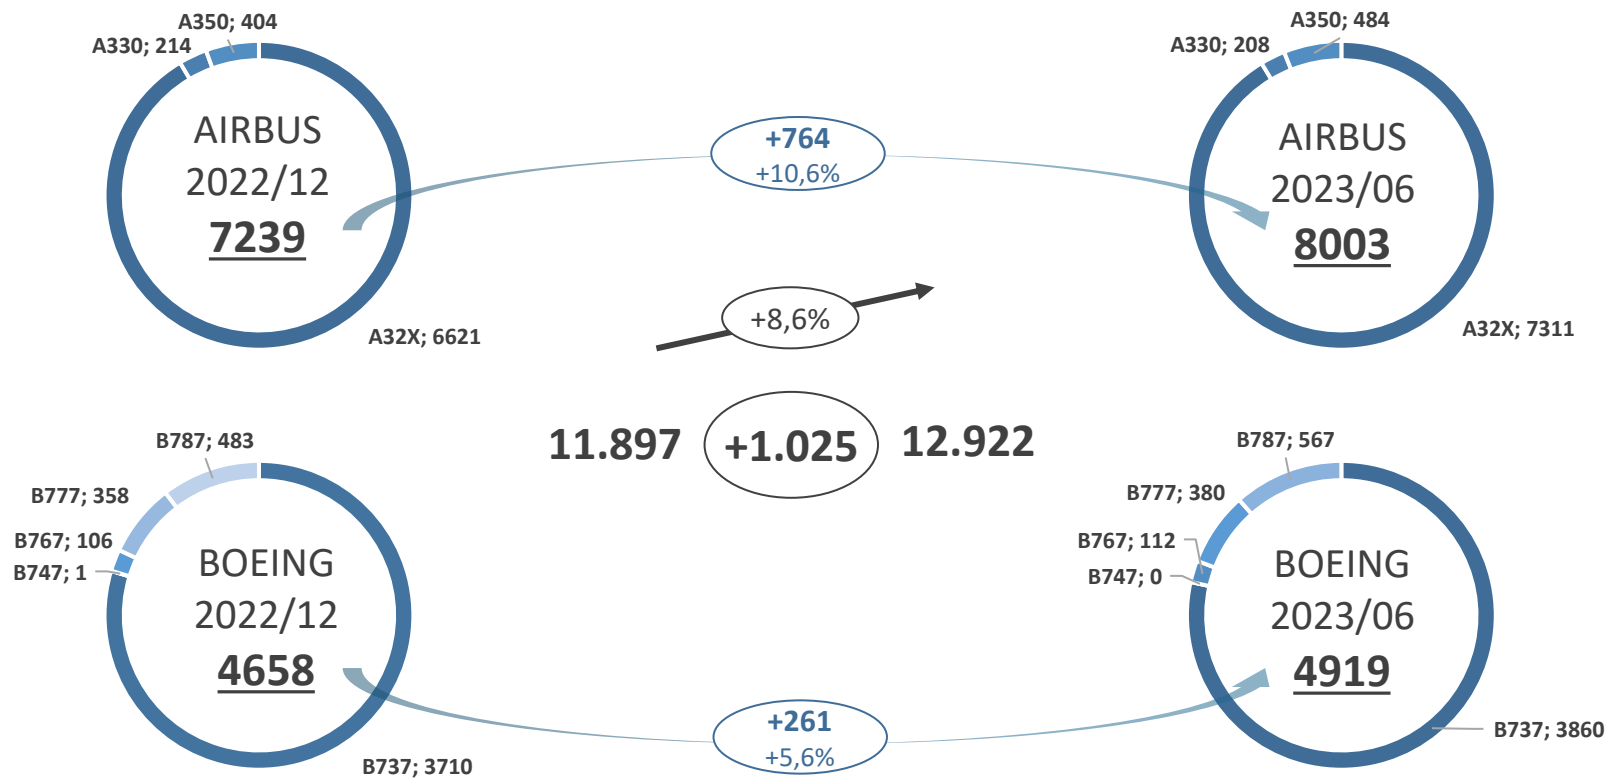 A350; 404
A330; 214
AIRBUS
2022/12
7239
A32X; 6621
+764
+10,6%
A350; 484
A330; 208
AIRBUS
2023/06
8003
A32X; 7311
+8,6%
11.897
+1.025
12.922
B787; 483
B777; 358
B767; 106
B747; 1
BOEING
2022/12
4658
B737; 3710
+261
+5,6%
B787; 567
B777; 380
B767; 112
B747; 0
BOEING
2023/06
4919
B737; 3860